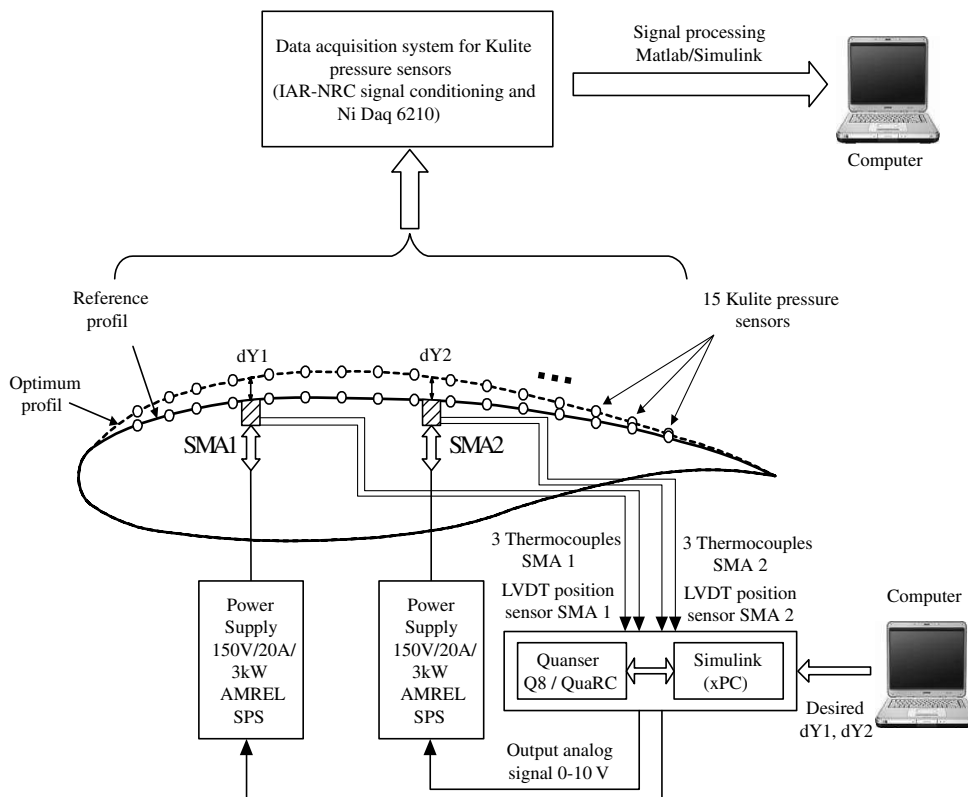 Data acquisition system for Kulite
pressure sensors
(IAR-NRC signal conditioning and
Ni Daq 6210)
Signal processing
Matlab/Simulink
Computer
Reference
profil
15 Kulite pressure
sensors
dY1
dY2
Optimum
profil
SMA1
SMA2
3 Thermocouples
SMA 1
3 Thermocouples
SMA 2
LVDT position
sensor SMA 1
LVDT position
sensor SMA 2
Computer
Power
Supply
150V/20A/
3kW
AMREL
SPS
Power
Supply
150V/20A/
3kW
AMREL
SPS
Quanser
Q8 / QuaRC
Simulink
(xPC)
Desired
dY1, dY2
Output analog
signal 0-10 V